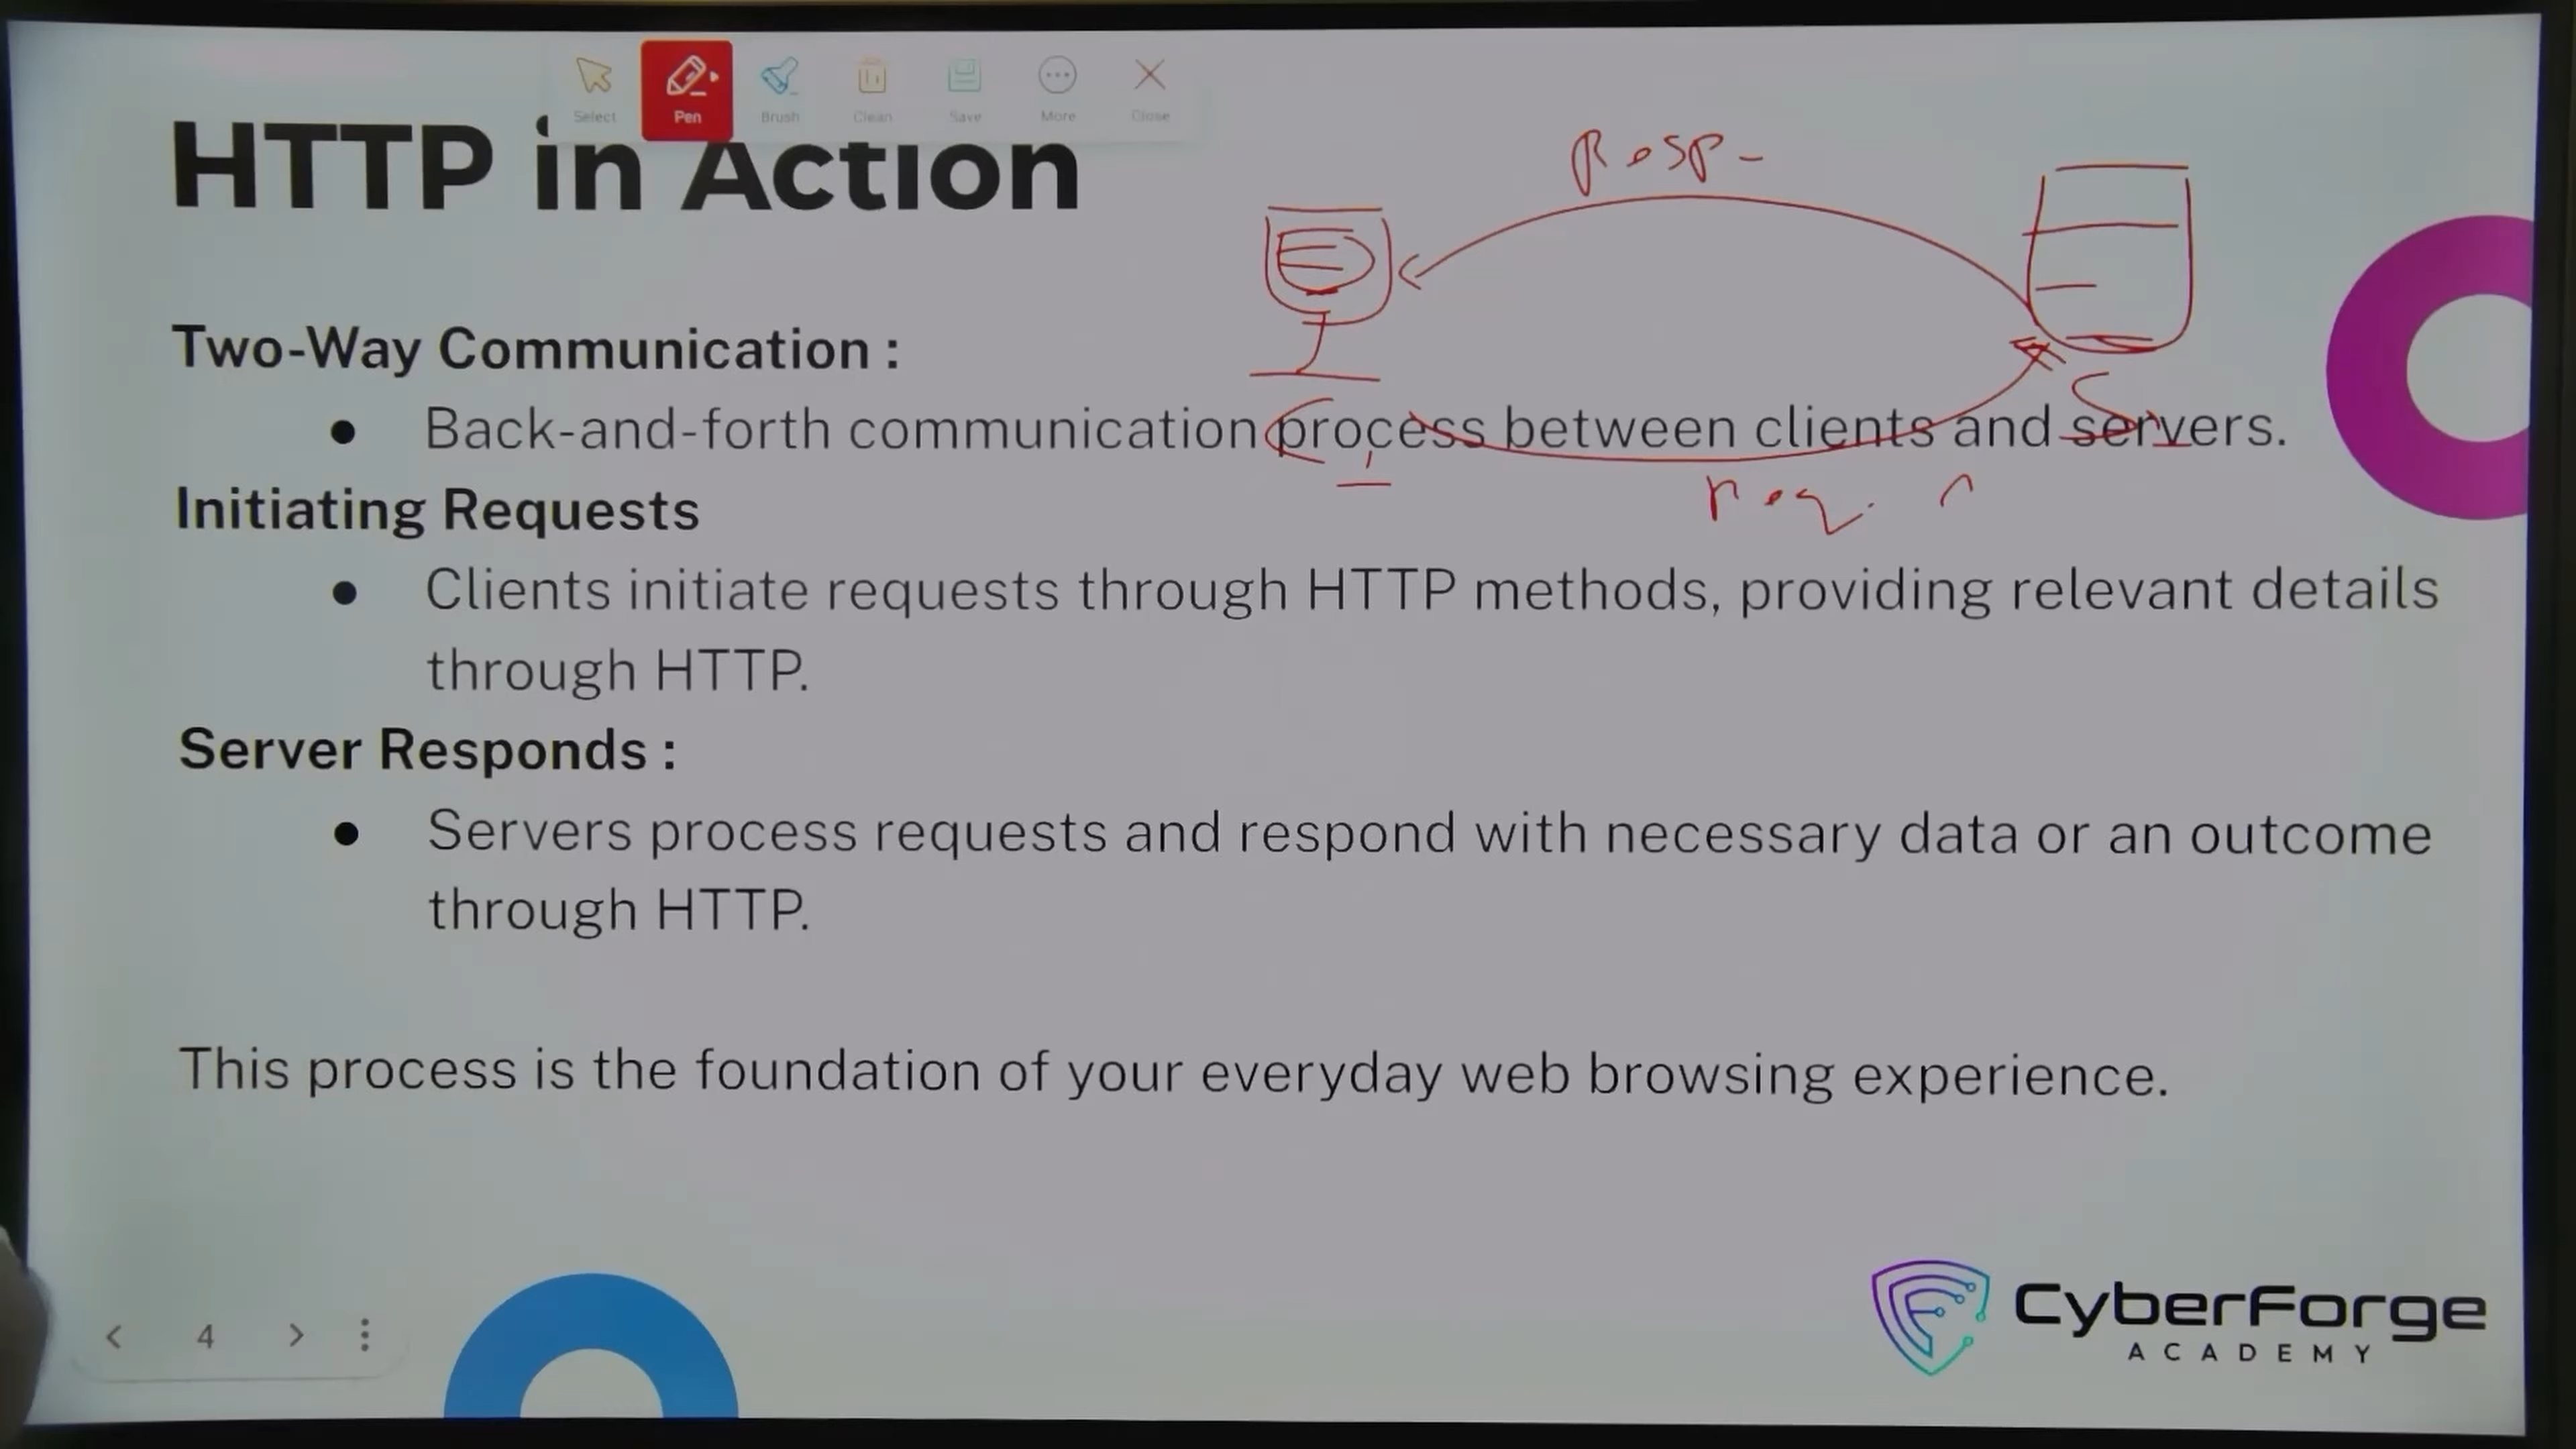 Select Pen Brush Clean Save More Close
HTTP in Action
Resp-
Two-Way Communication :
● Back-and-forth communication process between clients and servers.
req.
Initiating Requests
● Clients initiate requests through HTTP methods, providing relevant details
through HTTP.
Server Responds :
● Servers process requests and respond with necessary data or an outcome
through HTTP.
This process is the foundation of your everyday web browsing experience.
4
CyberForge
ACADEMY